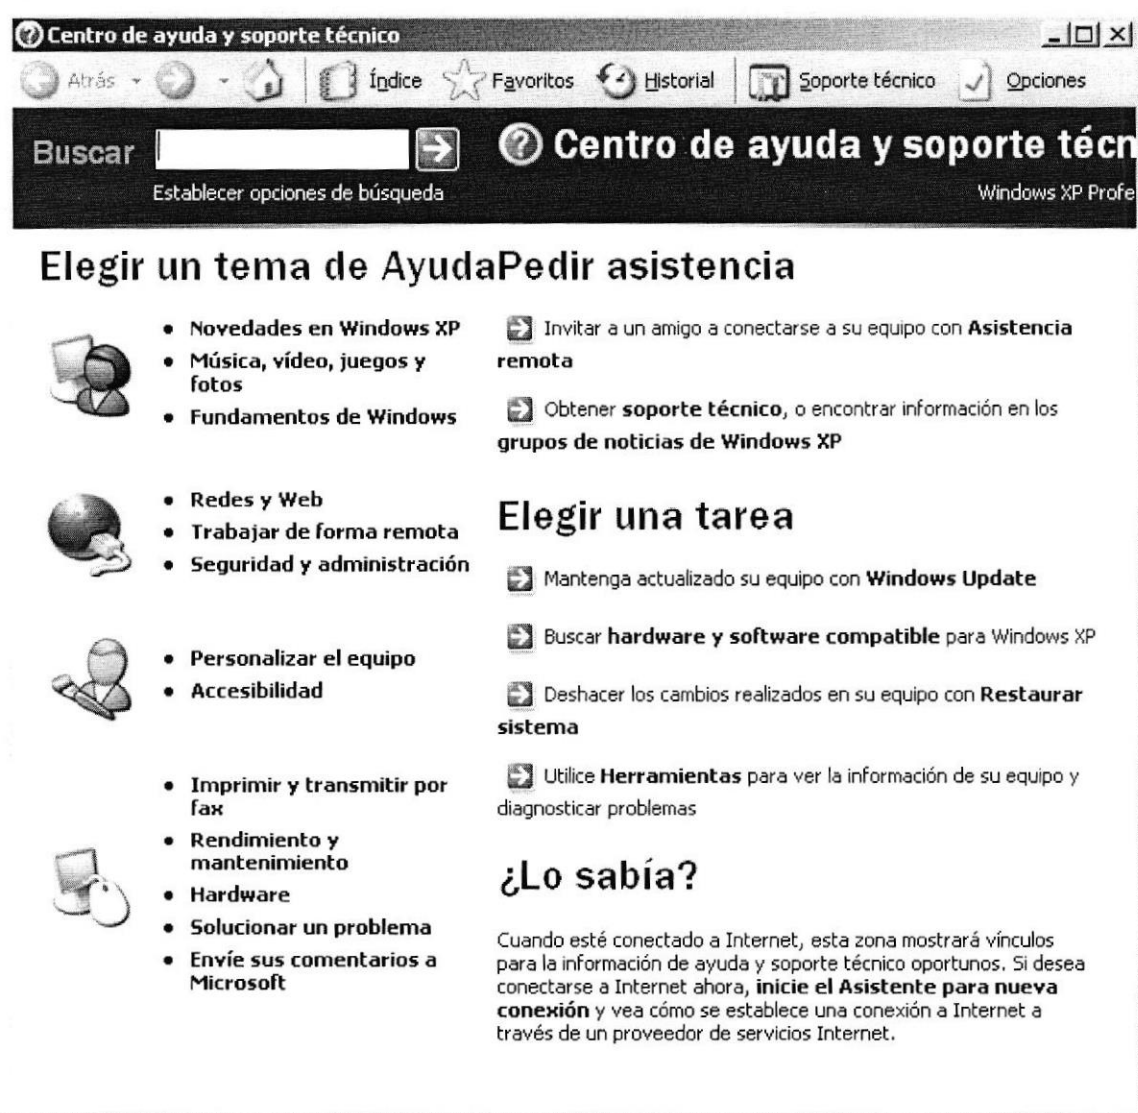 Centro de ayuda y soporte técnico
Atrás
Índice
Favoritos
Historial
Soporte técnico
Opciones
Buscar
Establecer opciones de búsqueda
Centro de ayuda y soporte técn
Windows XP Profe
Elegir un tema de AyudaPedir asistencia
• Novedades en Windows XP
• Música, vídeo, juegos y
fotos
• Fundamentos de Windows
• Redes y Web
• Trabajar de forma remota
• Seguridad y administración
• Personalizar el equipo
• Accesibilidad
• Imprimir y transmitir por
fax
• Rendimiento y
mantenimiento
• Hardware
• Solucionar un problema
• Envíe sus comentarios a
Microsoft
Invitar a un amigo a conectarse a su equipo con Asistencia
remota
Obtener soporte técnico, o encontrar información en los
grupos de noticias de Windows XP
Elegir una tarea
Mantenga actualizado su equipo con Windows Update
Buscar hardware y software compatible para Windows XP
Deshacer los cambios realizados en su equipo con Restaurar
sistema
Utilice Herramientas para ver la información de su equipo y
diagnosticar problemas
¿Lo sabía?
Cuando esté conectado a Internet, esta zona mostrará vínculos
para la información de ayuda y soporte técnico oportunos. Si desea
conectarse a Internet ahora, inicie el Asistente para nueva
conexión y vea cómo se establece una conexión a Internet a
través de un proveedor de servicios Internet.